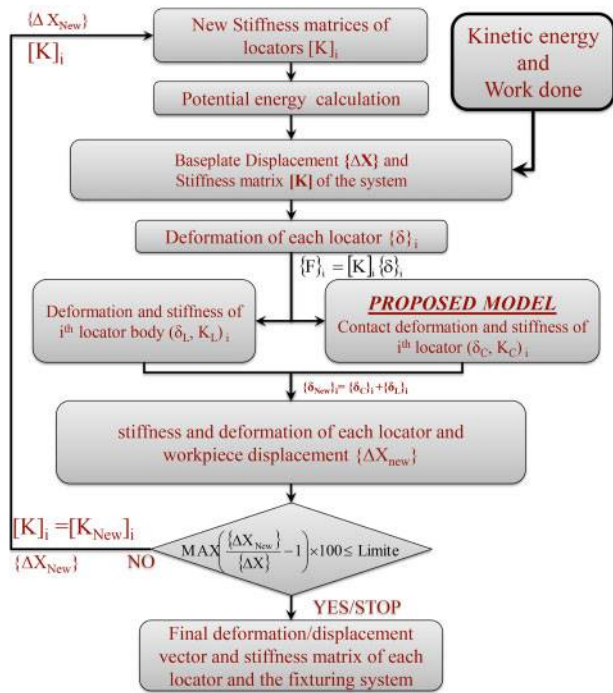 {Δ X_New}
[K]_i
New Stiffness matrices of
locators [K]_i
Kinetic energy
and
Work done
Potential energy calculation
Baseplate Displacement {ΔX} and
Stiffness matrix [K] of the system
Deformation of each locator {δ}_i
{F}_i = [K]_i {δ}_i
Deformation and stiffness of
i^th locator body (δ_L, K_L)_i
PROPOSED MODEL
Contact deformation and stiffness of
i^th locator (δ_C, K_C)_i
{δ_New}_i = {δ_C}_i + {δ_L}_i
stiffness and deformation of each locator and
workpiece displacement {ΔX_new}
[K]_i = [K_New]_i
{ΔX_New} NO
MAX({ΔX_New}/{ΔX} − 1) × 100 ≤ Limite
YES/STOP
Final deformation/displacement
vector and stiffness matrix of each
locator and the fixturing system